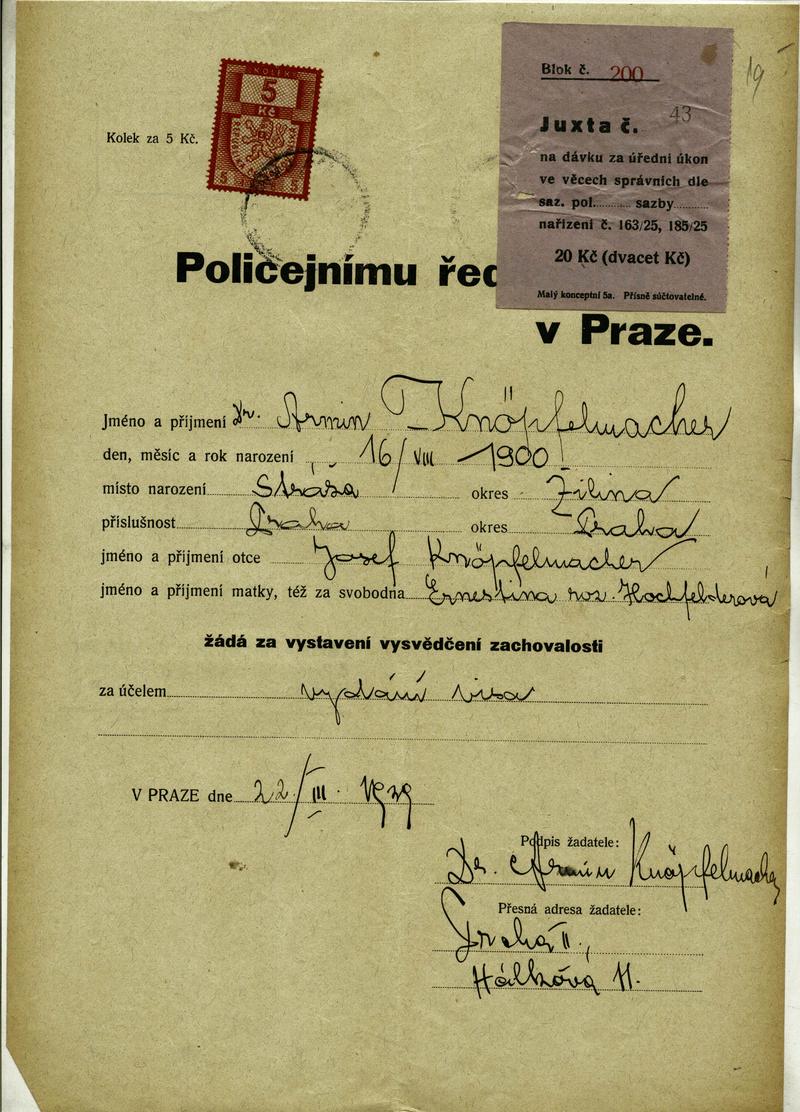 19
KOLEK
5
Kč
5 5
Kolek za 5 Kč.
Blok č. 200
Juxta č. 43
na dávku za úřední úkon
ve věcech správních dle
saz. pol.......... sazby..........
nařízení č. 163/25, 185/25
20 Kč (dvacet Kč)
Malý konceptní 5a. Přísně súčtovatelné.
Policejnímu řed
v Praze.
Jméno a příjmení Dr. Armin Knöpfelmacher
den, měsíc a rok narození 16/VIII 1900
místo narození Stráža okres Žilina
příslušnost Praha okres Praha
jméno a příjmení otce Josef Knöpfelmacher
jméno a příjmení matky, též za svobodna Ernestina roz. Hochfelderová
žádá za vystavení vysvědčení zachovalosti
za účelem vydání visa
V PRAZE dne 22/III. 1939
Podpis žadatele:
Dr. Armin Knöpfelmacher
Přesná adresa žadatele:
Praha II.,
Hálkova 11.